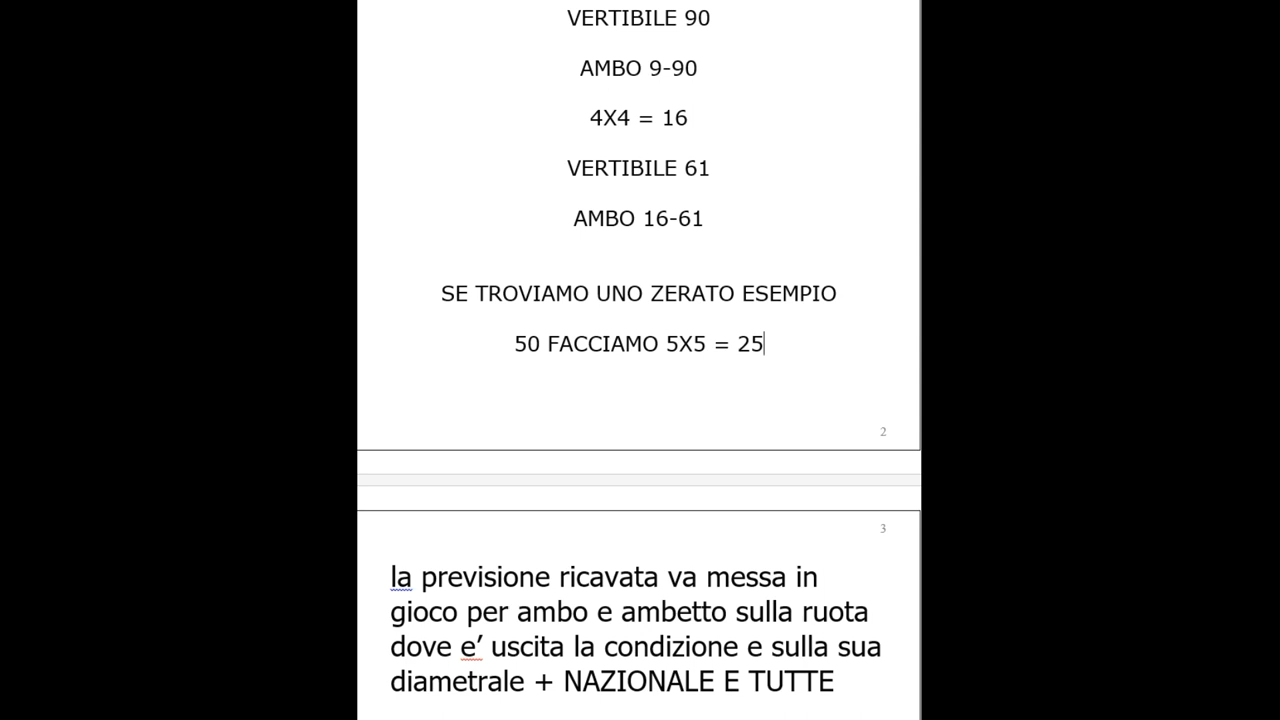 VERTIBILE 90
AMBO 9-90
4X4 = 16
VERTIBILE 61
AMBO 16-61
SE TROVIAMO UNO ZERATO ESEMPIO
50 FACCIAMO 5X5 = 25
2
3
la previsione ricavata va messa in
gioco per ambo e ambetto sulla ruota
dove e’ uscita la condizione e sulla sua
diametrale + NAZIONALE E TUTTE